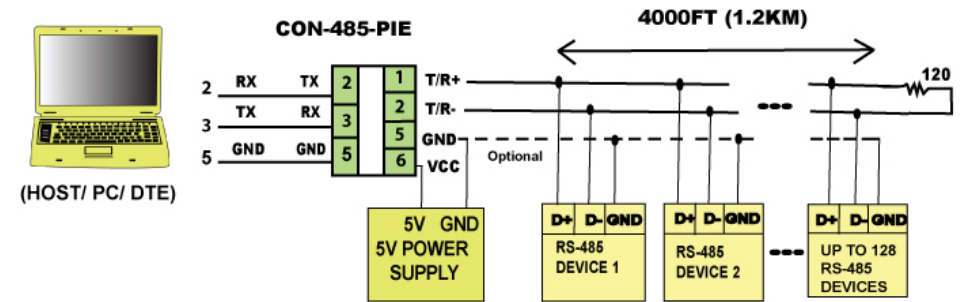 4000FT (1.2KM)
CON-485-PIE
120
2 RX TX 2 1 T/R+
3 TX RX 3 2 T/R-
5 GND GND 5 5 GND
Optional
6 VCC
(HOST/ PC/ DTE)
5V GND
5V POWER
SUPPLY
D+ D- GND
RS-485
DEVICE 1
D+ D- GND
RS-485
DEVICE 2
D+ D- GND
UP TO 128
RS-485
DEVICES